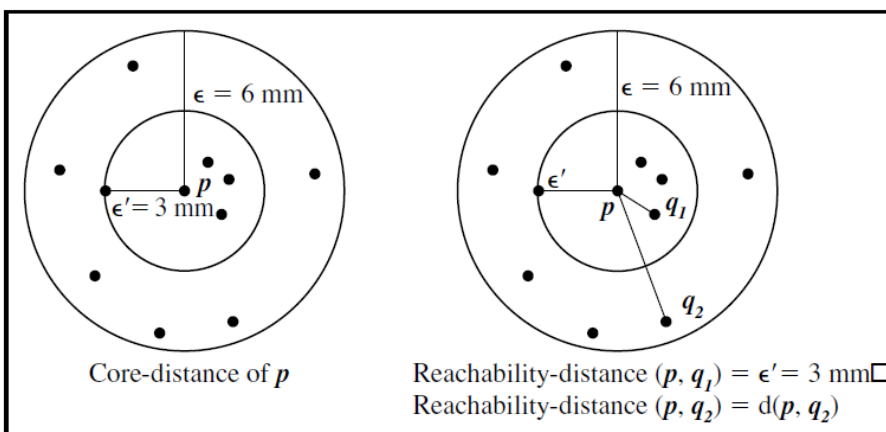 ϵ = 6 mm
p
ϵ′= 3 mm
Core-distance of p
ϵ = 6 mm
ϵ′
p
q1
q2
Reachability-distance (p, q1) = ϵ′= 3 mm□
Reachability-distance (p, q2) = d(p, q2)